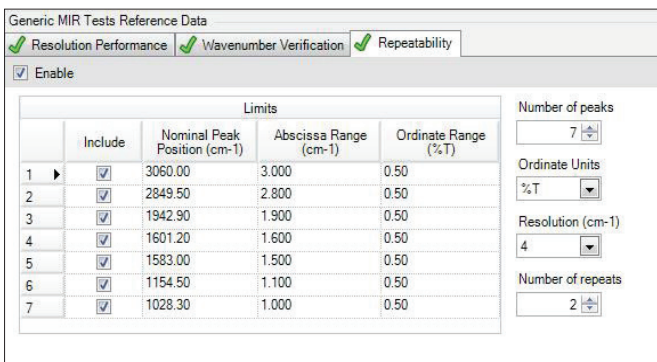 Generic MIR Tests Reference Data
Resolution Performance Wavenumber Verification Repeatability
Enable
Limits
Include Nominal Peak Position (cm-1) Abscissa Range (cm-1) Ordinate Range (%T)
1 3060.00 3.000 0.50
2 2849.50 2.800 0.50
3 1942.90 1.900 0.50
4 1601.20 1.600 0.50
5 1583.00 1.500 0.50
6 1154.50 1.100 0.50
7 1028.30 1.000 0.50
Number of peaks
7
Ordinate Units
%T
Resolution (cm-1)
4
Number of repeats
2